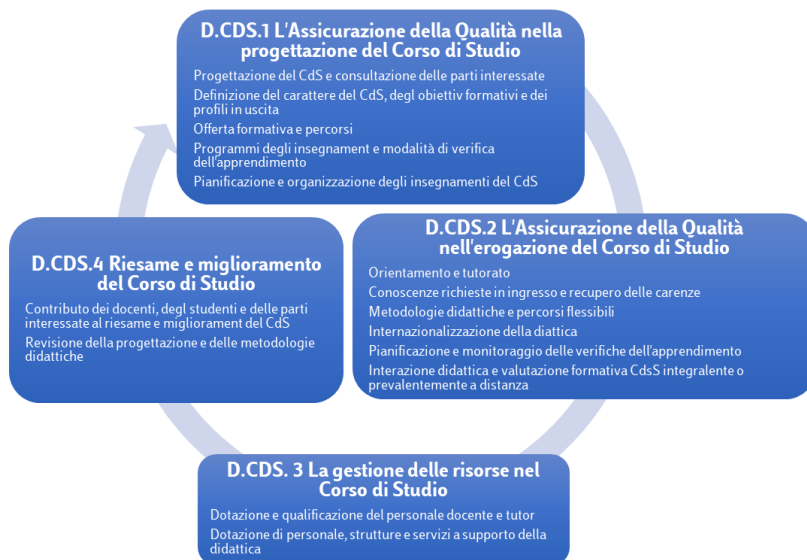 D.CDS.1 L'Assicurazione della Qualità nella
progettazione del Corso di Studio
Progettazione del CdS e consultazione delle parti interessate
Definizione del carattere del CdS, degl obiettiv formativi e dei
profili in uscita
Offerta formativa e percorsi
Programmi degli insegnament e modalità di verifica
dell'apprendimento
Pianificazione e organizzazione degli insegnamenti del CdS
D.CDS.2 L'Assicurazione della Qualità
nell'erogazione del Corso di Studio
Orientamento e tutorato
Conoscenze richieste in ingresso e recupero delle carenze
Metodologie didattiche e percorsi flessibili
Internazionalizzazione della diattica
Pianificazione e monitoraggio delle verifiche dell'apprendimento
Interazione didattica e valutazione formativa CdsS integralente o
prevalentemente a distanza
D.CDS. 3 La gestione delle risorse nel
Corso di Studio
Dotazione e qualificazione del personale docente e tutor
Dotazione di personale, strutture e servizi a supporto della
didattica
D.CDS.4 Riesame e miglioramento
del Corso di Studio
Contributo dei docenti, degl studenti e delle parti
interessate al riesame e migliorament del CdS
Revisione della progettazione e delle metodologie
didattiche